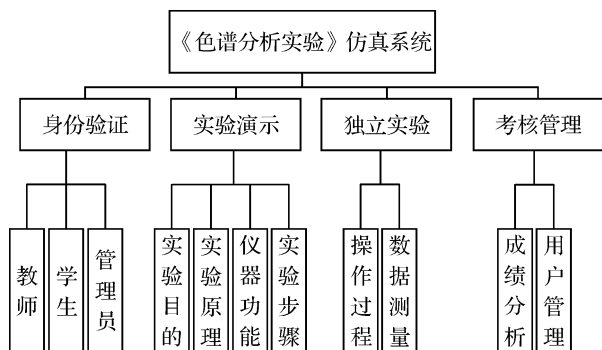 《色谱分析实验》仿真系统
身份验证
实验演示
独立实验
考核管理
教师
学生
管理员
实验目的
实验原理
仪器功能
实验步骤
操作过程
数据测量
成绩分析
用户管理